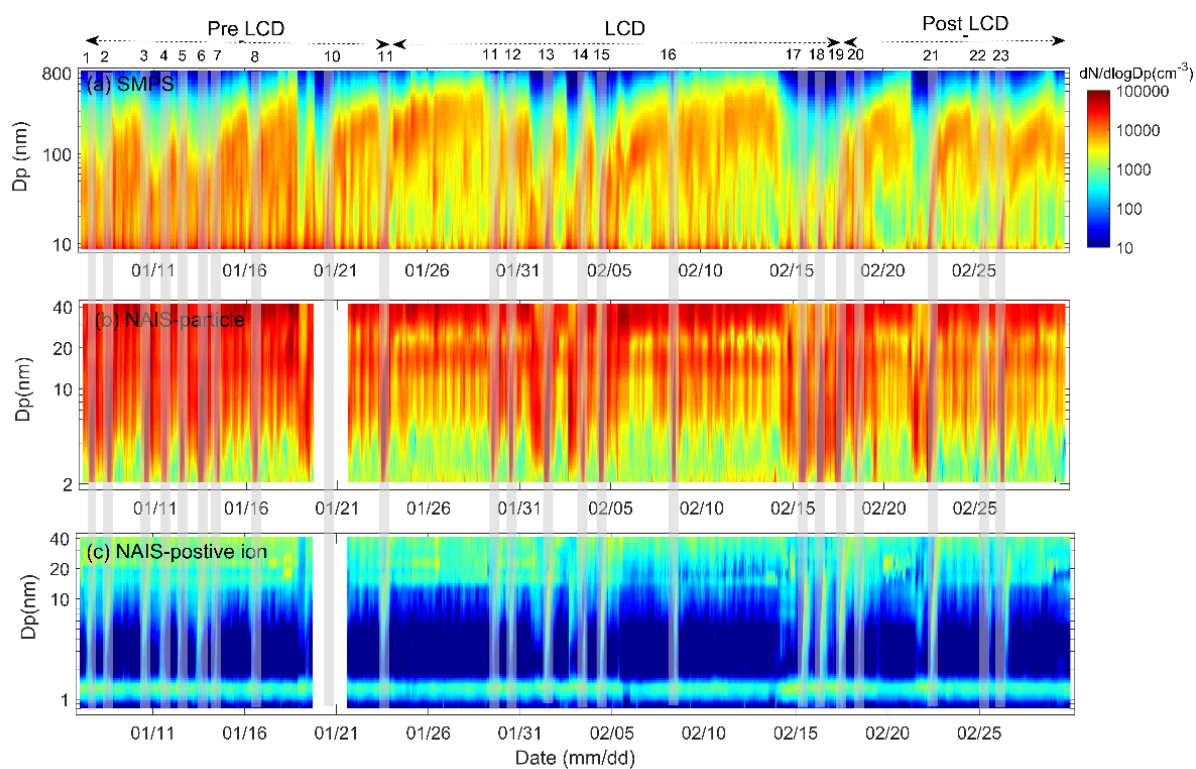 Pre LCD LCD Post LCD
1 2 3 4 5 6 7 8 10 11 11 12 13 14 15 16 17 18 19 20 21 22 23
dN/dlogDp(cm⁻³)
(a) SMPS
Dp (nm)
800
100
10
100000
10000
1000
100
10
01/11 01/16 01/21 01/26 01/31 02/05 02/10 02/15 02/20 02/25
(b) NAIS-particle
Dp(nm)
40
20
10
2
01/11 01/16 01/21 01/26 01/31 02/05 02/10 02/15 02/20 02/25
(c) NAIS-postive ion
Dp(nm)
40
20
10
1
01/11 01/16 01/21 01/26 01/31 02/05 02/10 02/15 02/20 02/25
Date (mm/dd)